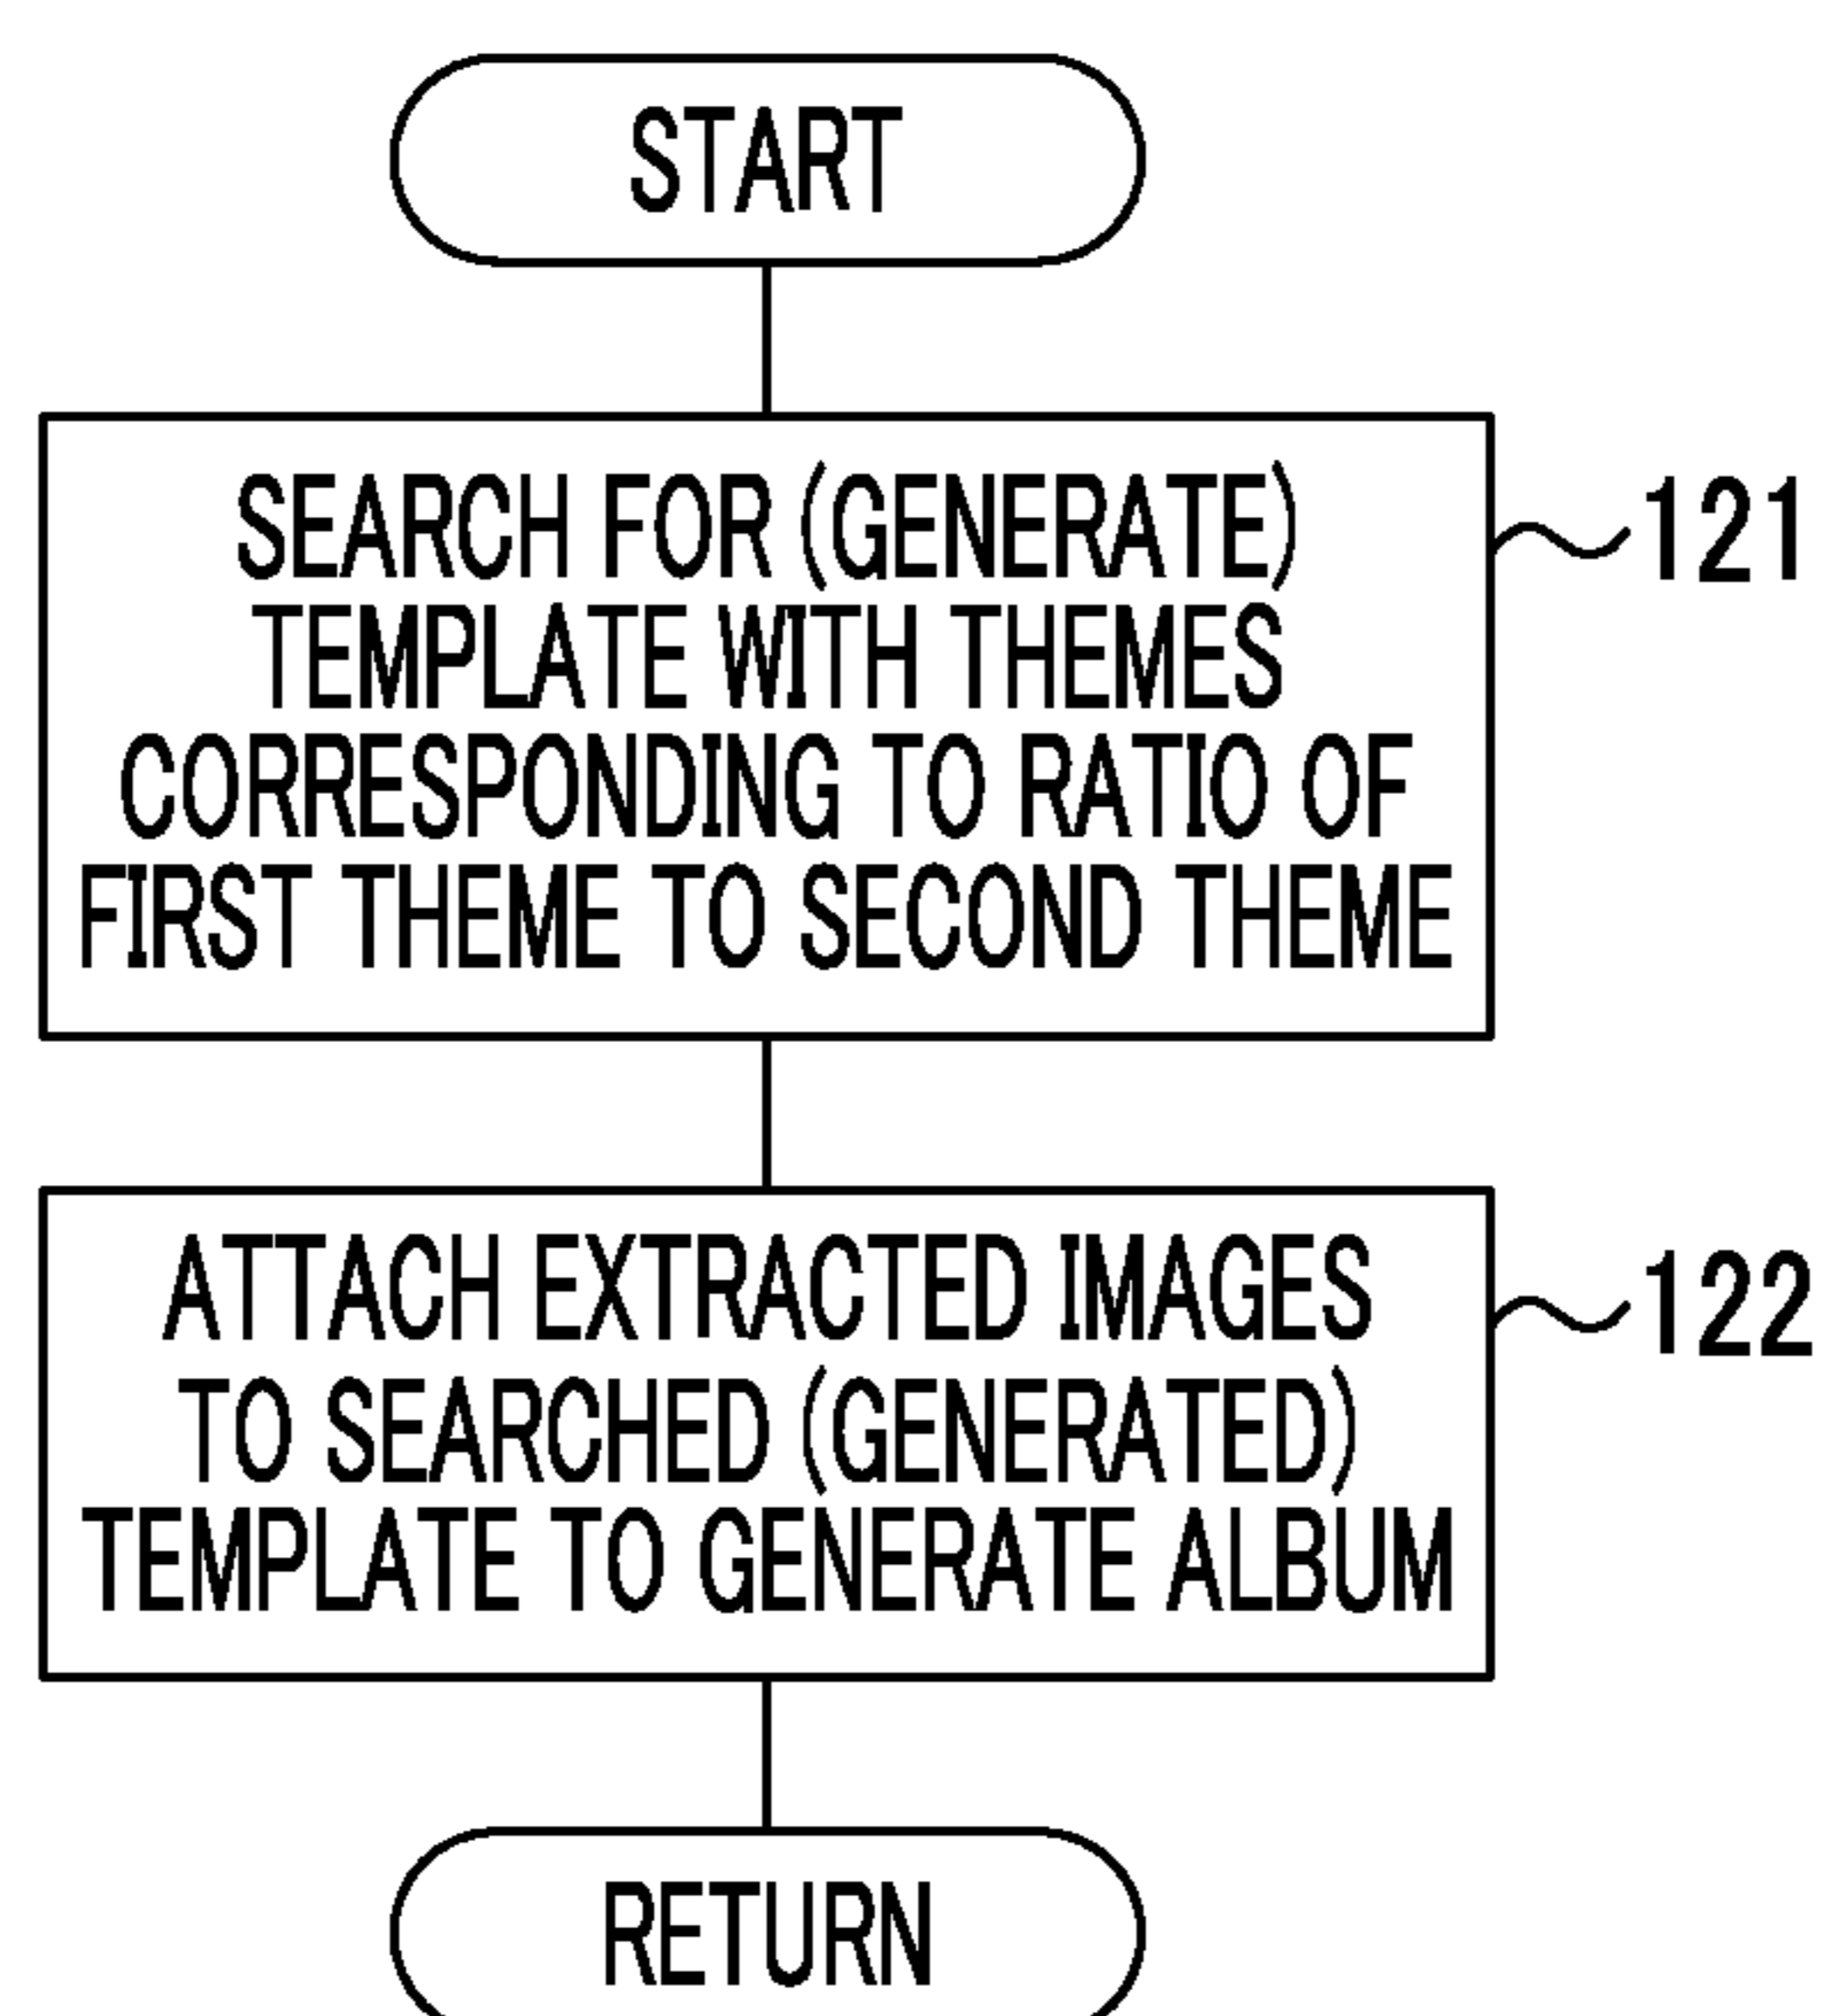 START
SEARCH FOR (GENERATE)
TEMPLATE WITH THEMES
CORRESPONDING TO RATIO OF
FIRST THEME TO SECOND THEME
121
ATTACH EXTRACTED IMAGES
TO SEARCHED (GENERATED)
TEMPLATE TO GENERATE ALBUM
122
RETURN